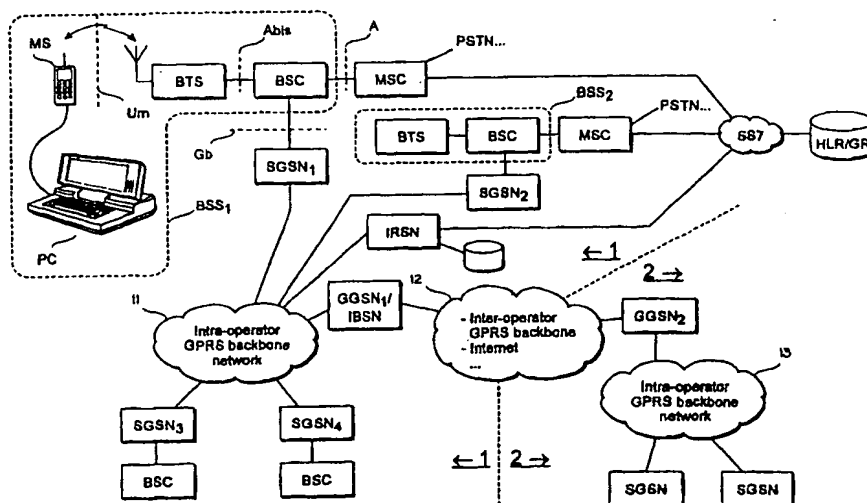 MS
Abis
A
PSTN...
BTS
BSC
MSC
Um
BSS2
PSTN...
BTS
BSC
MSC
SS7
HLR/GR
Gb
SGSN1
SGSN2
BSS1
PC
IRSN
←1
2→
11
12
GGSN1/
IBSN
Intra-operator
GPRS backbone
network
- Inter-operator
GPRS backbone
- Internet
...
GGSN2
13
Intra-operator
GPRS backbone
network
SGSN3
SGSN4
BSC
BSC
←1
2→
SGSN
SGSN